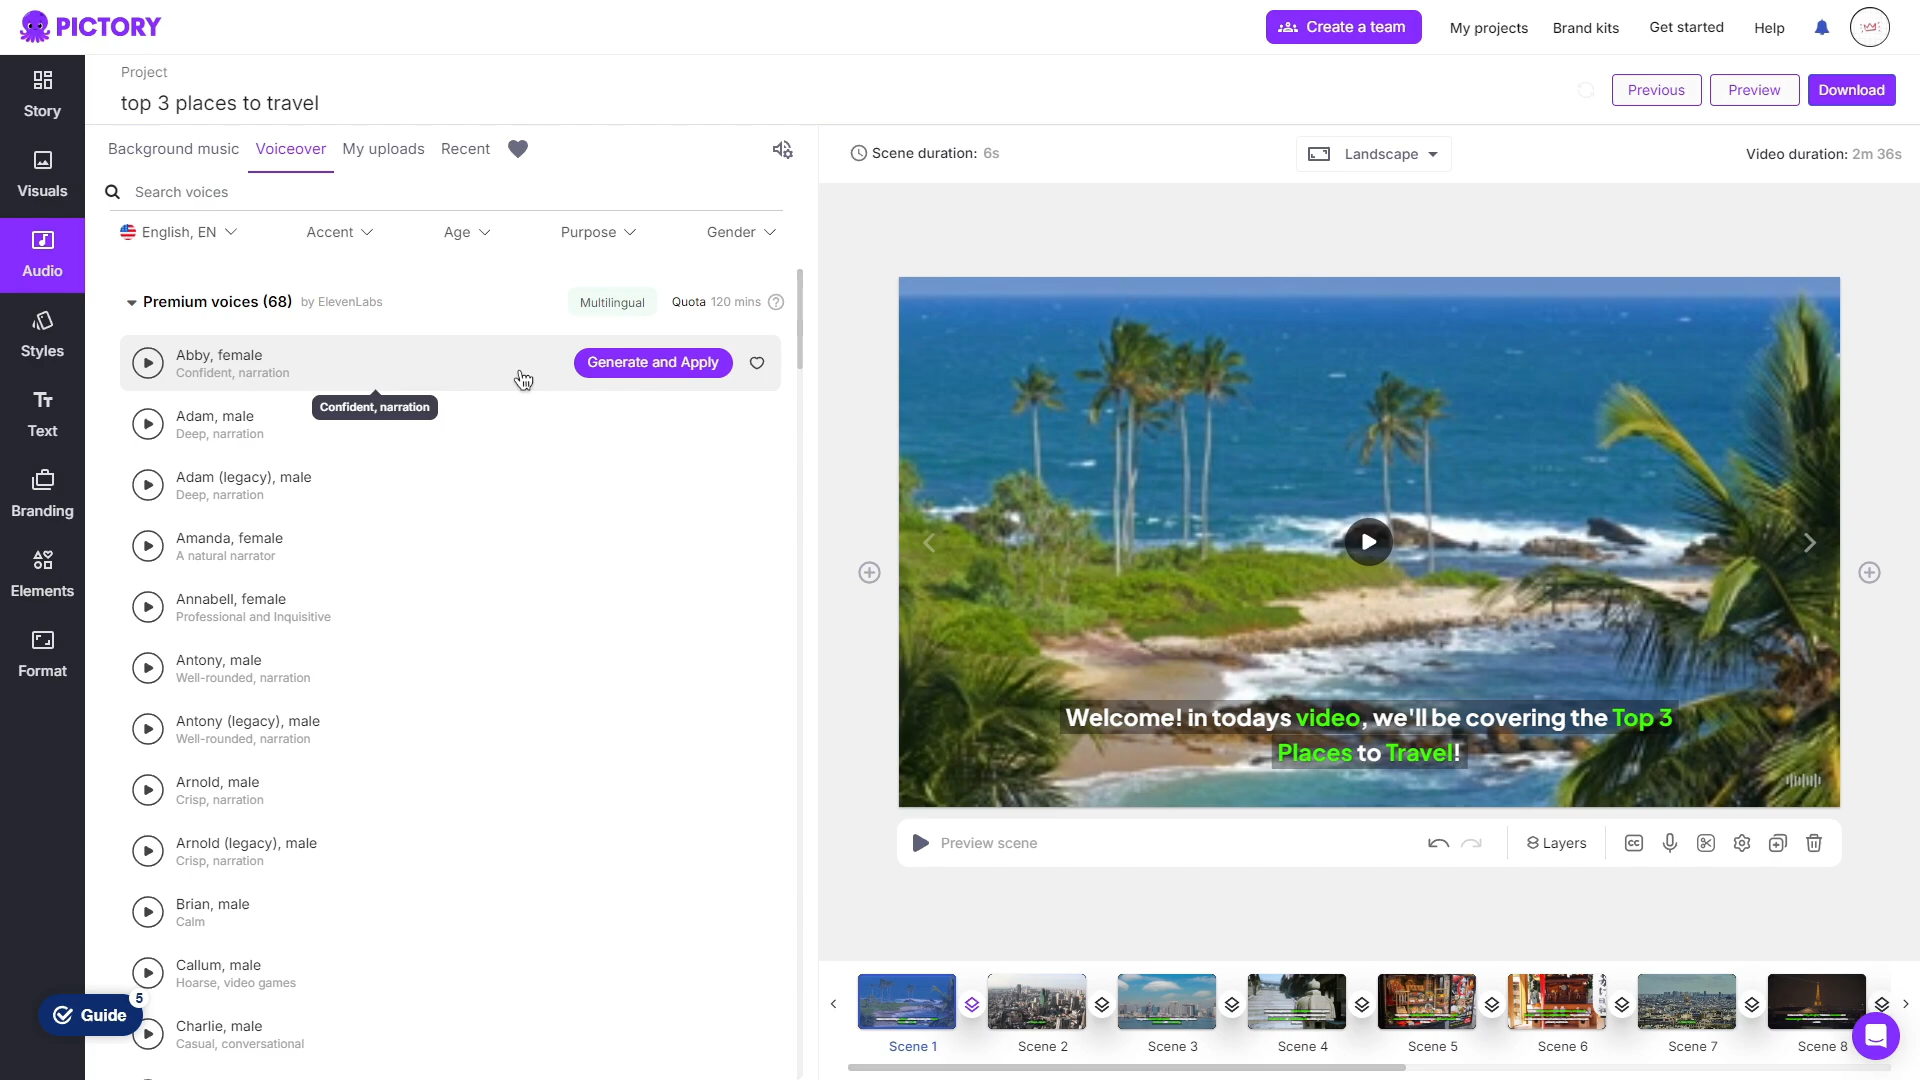 PICTORY
Create a team
My projects
Brand kits
Get started
Help
Project
top 3 places to travel
Previous
Preview
Download
Story
Visuals
Audio
Styles
Text
Branding
Elements
Format
Background music
Voiceover
My uploads
Recent
Search voices
English, EN
Accent
Age
Purpose
Gender
Premium voices (68) by ElevenLabs
Multilingual
Quota 120 mins
Abby, female
Confident, narration
Generate and Apply
Confident, narration
Adam, male
Deep, narration
Adam (legacy), male
Deep, narration
Amanda, female
A natural narrator
Annabell, female
Professional and Inquisitive
Antony, male
Well-rounded, narration
Antony (legacy), male
Well-rounded, narration
Arnold, male
Crisp, narration
Arnold (legacy), male
Crisp, narration
Brian, male
Calm
Callum, male
Hoarse, video games
Charlie, male
Casual, conversational
Guide
5
Scene duration: 6s
Landscape
Video duration: 2m 36s
Welcome! in todays video, we'll be covering the Top 3
Places to Travel!
Preview scene
Layers
CC
Scene 1
Scene 2
Scene 3
Scene 4
Scene 5
Scene 6
Scene 7
Scene 8